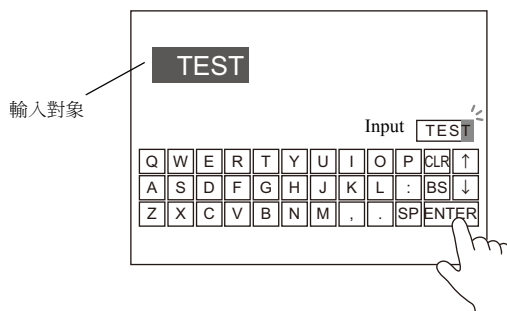 TEST
輸入對象
Input TEST
Q W E R T Y U I O P CLR ↑
A S D F G H J K L : BS ↓
Z X C V B N M , . SP ENTER